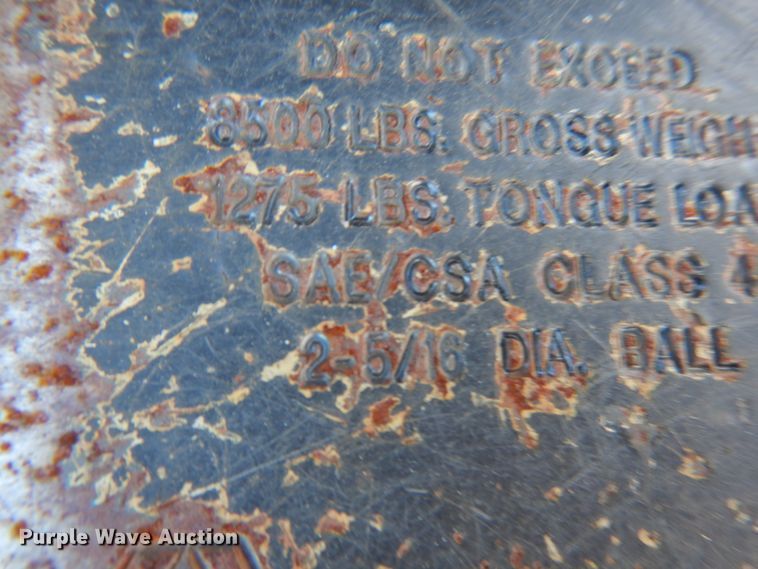 DO NOT EXCEED
8500 LBS. GROSS WEIGH
1275 LBS. TONGUE LOA
SAE/CSA CLASS 4
2-5/16 DIA. BALL
Purple Wave Auction